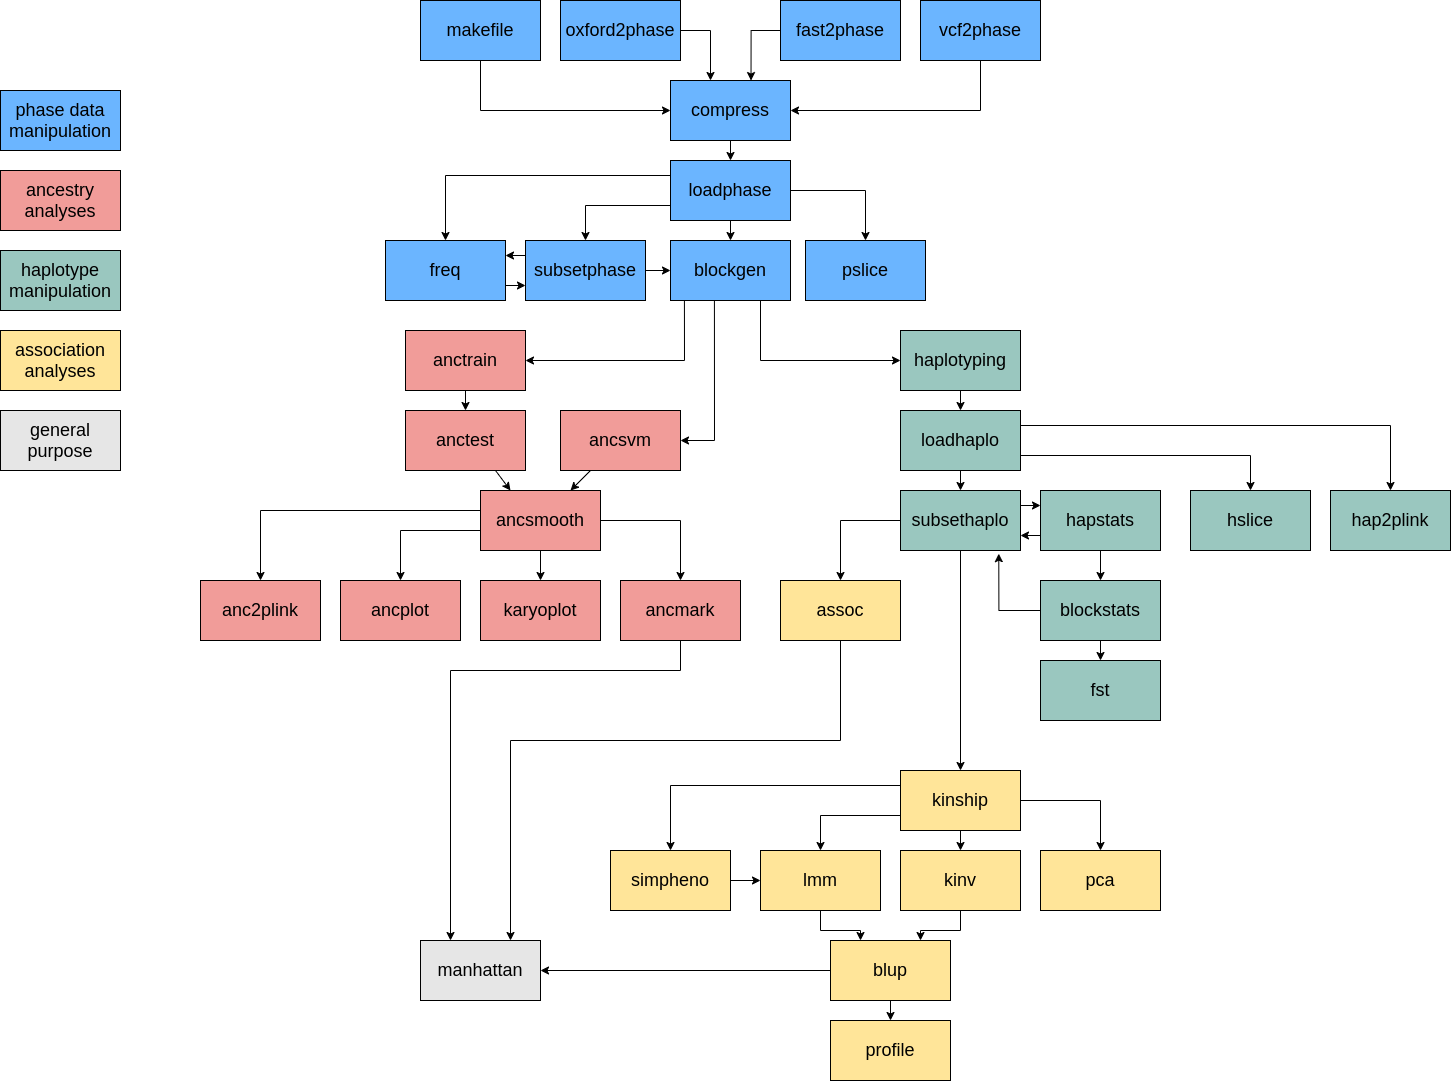 makefile
oxford2phase
fast2phase
vcf2phase
phase data
manipulation
compress
ancestry
analyses
loadphase
haplotype
manipulation
freq
subsetphase
blockgen
pslice
association
analyses
anctrain
haplotyping
general
purpose
anctest
ancsvm
loadhaplo
ancsmooth
subsethaplo
hapstats
hslice
hap2plink
anc2plink
ancplot
karyoplot
ancmark
assoc
blockstats
fst
kinship
simpheno
lmm
kinv
pca
manhattan
blup
profile